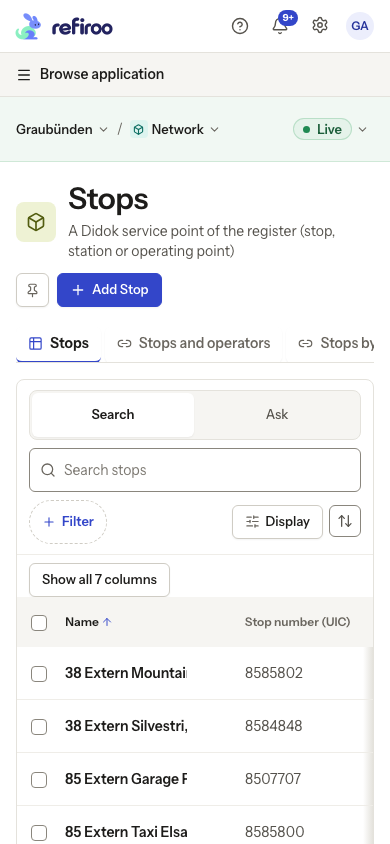 refiroo
9+
GA
Browse application
Graubünden / Network
Live
Stops
A Didok service point of the register (stop,
station or operating point)
Add Stop
Stops
Stops and operators
Stops by
Search
Ask
Search stops
Filter
Display
Show all 7 columns
Name
Stop number (UIC)
38 Extern Mountai
8585802
38 Extern Silvestri,
8584848
85 Extern Garage
8507707
85 Extern Taxi Elsa
8585800